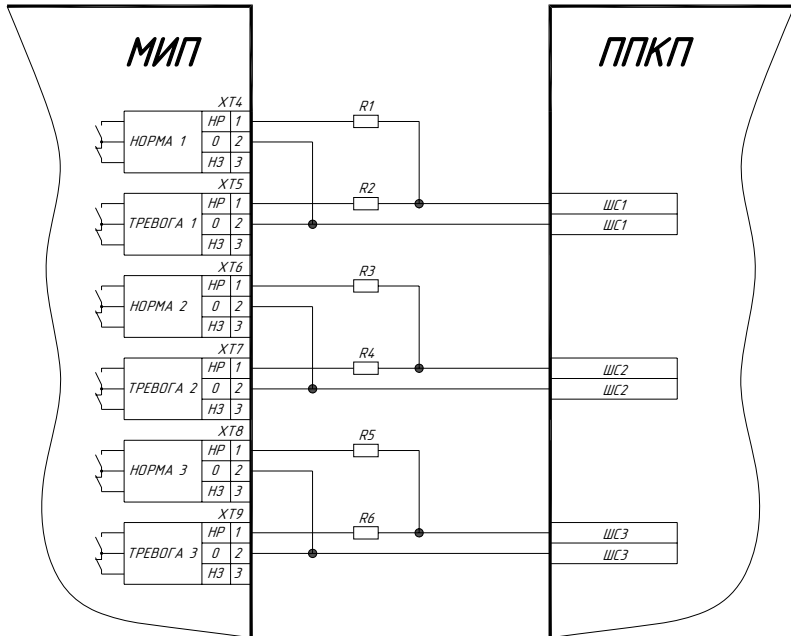 МИП ППКП
XT4
НОРМА 1 НР 1 R1
0 2
НЗ 3
XT5
ТРЕВОГА 1 НР 1 R2 ШС1
0 2 ШС1
НЗ 3
XT6
НОРМА 2 НР 1 R3
0 2
НЗ 3
XT7
ТРЕВОГА 2 НР 1 R4 ШС2
0 2 ШС2
НЗ 3
XT8
НОРМА 3 НР 1 R5
0 2
НЗ 3
XT9
ТРЕВОГА 3 НР 1 R6 ШС3
0 2 ШС3
НЗ 3